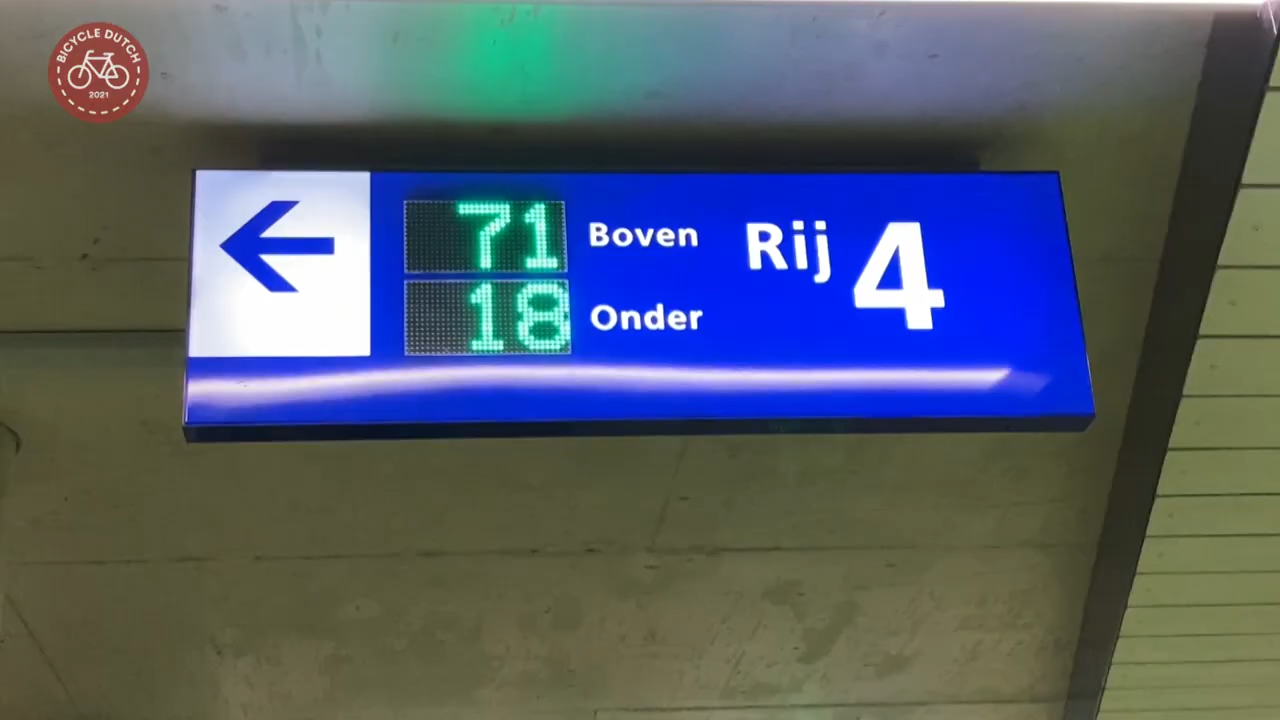 BICYCLE DUTCH
2021
←
71 Boven
18 Onder
Rij 4